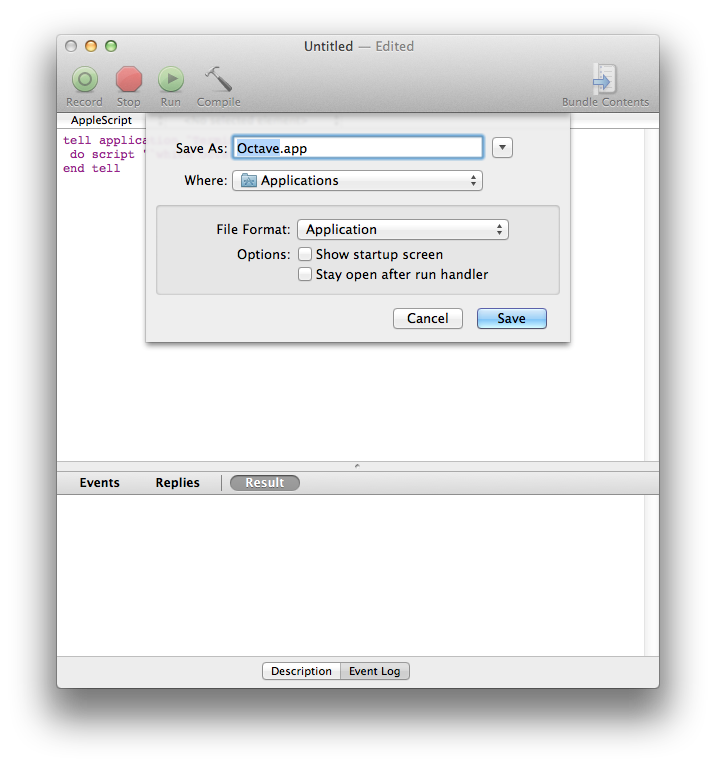 Untitled — Edited
Record Stop Run Compile Bundle Contents
AppleScript
tell applica
do script "
end tell
Save As: Octave.app
Where: Applications
File Format: Application
Options: Show startup screen
Stay open after run handler
Cancel Save
Events Replies Result
Description Event Log